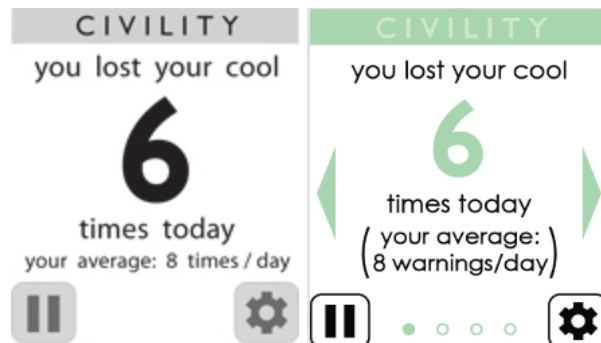 CIVILITY
you lost your cool
6
times today
your average: 8 times / day
CIVILITY
you lost your cool
6
times today
(your average:
8 warnings/day)